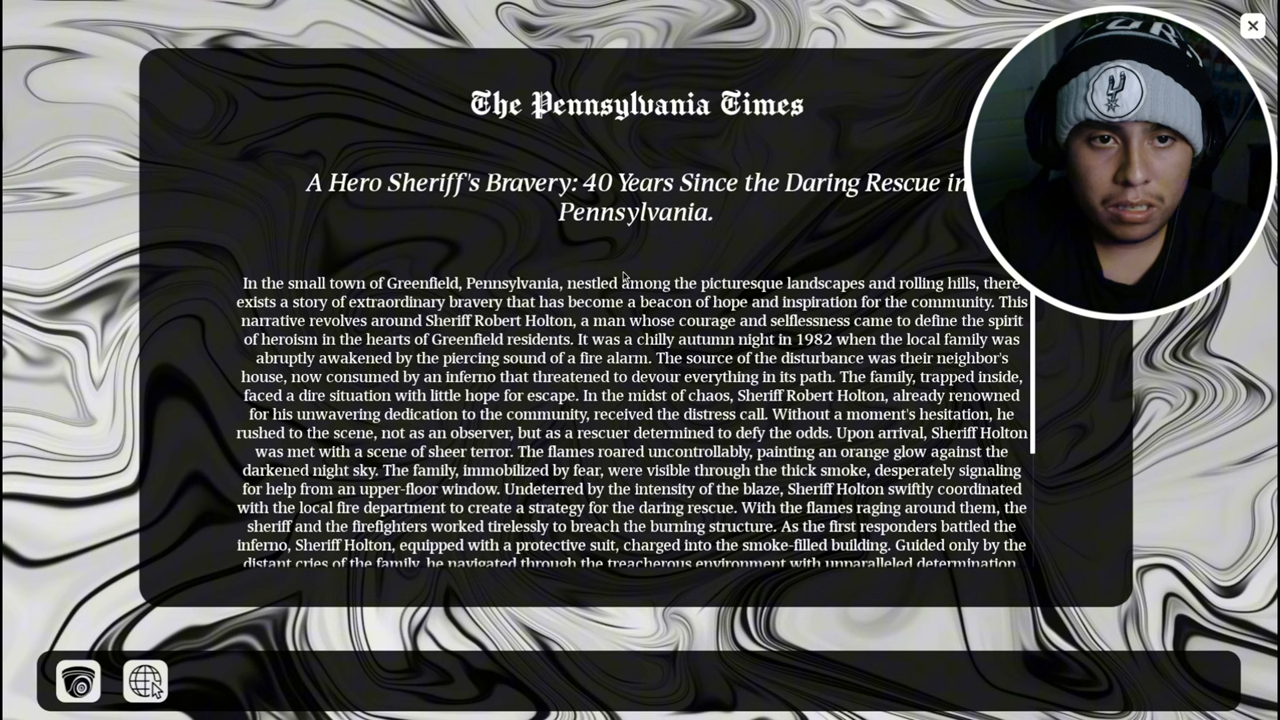 The Pennsylvania Times
A Hero Sheriff's Bravery: 40 Years Since the Daring Rescue in
Pennsylvania.
In the small town of Greenfield, Pennsylvania, nestled among the picturesque landscapes and rolling hills, there
exists a story of extraordinary bravery that has become a beacon of hope and inspiration for the community. This
narrative revolves around Sheriff Robert Holton, a man whose courage and selflessness came to define the spirit
of heroism in the hearts of Greenfield residents. It was a chilly autumn night in 1982 when the local family was
abruptly awakened by the piercing sound of a fire alarm. The source of the disturbance was their neighbor's
house, now consumed by an inferno that threatened to devour everything in its path. The family, trapped inside,
faced a dire situation with little hope for escape. In the midst of chaos, Sheriff Robert Holton, already renowned
for his unwavering dedication to the community, received the distress call. Without a moment's hesitation, he
rushed to the scene, not as an observer, but as a rescuer determined to defy the odds. Upon arrival, Sheriff Holton
was met with a scene of sheer terror. The flames roared uncontrollably, painting an orange glow against the
darkened night sky. The family, immobilized by fear, were visible through the thick smoke, desperately signaling
for help from an upper-floor window. Undeterred by the intensity of the blaze, Sheriff Holton swiftly coordinated
with the local fire department to create a strategy for the daring rescue. With the flames raging around them, the
sheriff and the firefighters worked tirelessly to breach the burning structure. As the first responders battled the
inferno, Sheriff Holton, equipped with a protective suit, charged into the smoke-filled building. Guided only by the
distant cries of the family, he navigated through the treacherous environment with unparalleled determination.